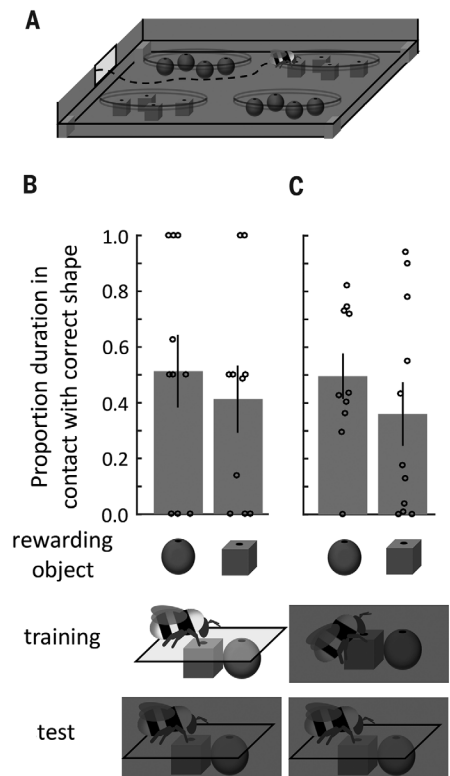 A
B
C
Proportion duration in
contact with correct shape
1.0
0.8
0.6
0.4
0.2
0.0
rewarding
object
training
test